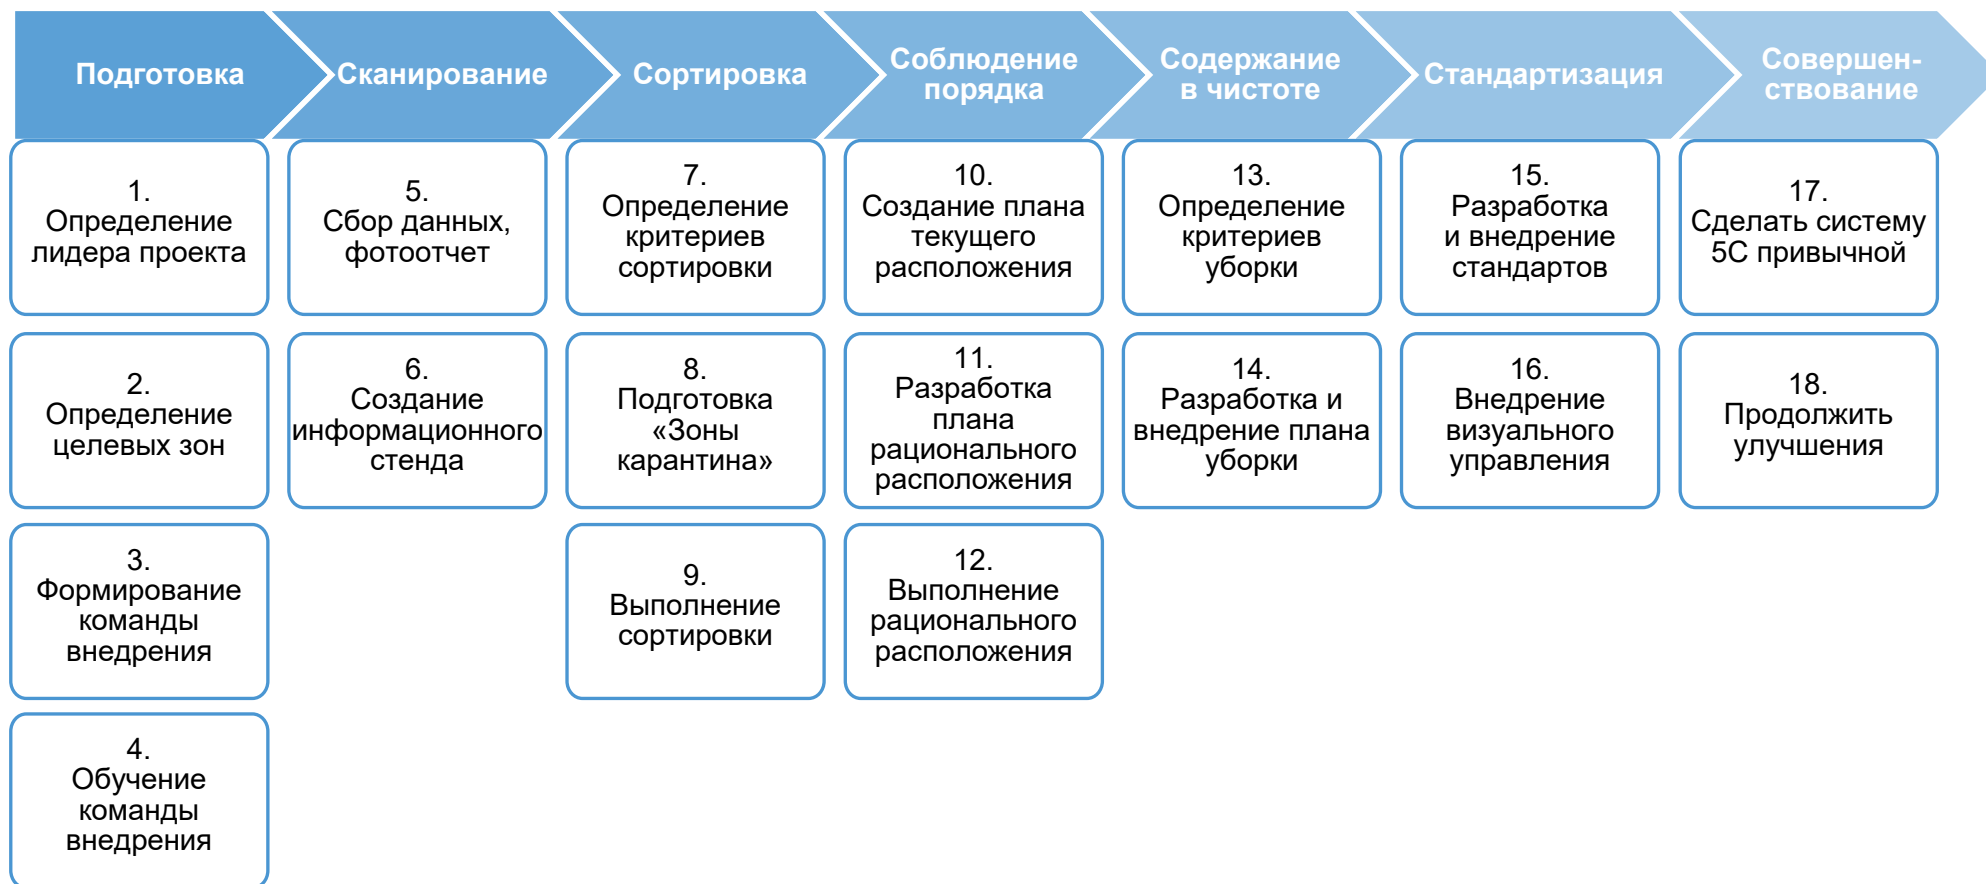 Подготовка
Сканирование
Сортировка
Соблюдение
порядка
Содержание
в чистоте
Стандартизация
Совершен-
ствование
1.
Определение
лидера проекта
2.
Определение
целевых зон
3.
Формирование
команды
внедрения
4.
Обучение
команды
внедрения
5.
Сбор данных,
фотоотчет
6.
Создание
информационного
стенда
7.
Определение
критериев
сортировки
8.
Подготовка
«Зоны
карантина»
9.
Выполнение
сортировки
10.
Создание плана
текущего
расположения
11.
Разработка
плана
рационального
расположения
12.
Выполнение
рационального
расположения
13.
Определение
критериев
уборки
14.
Разработка и
внедрение плана
уборки
15.
Разработка
и внедрение
стандартов
16.
Внедрение
визуального
управления
17.
Сделать систему
5С привычной
18.
Продолжить
улучшения